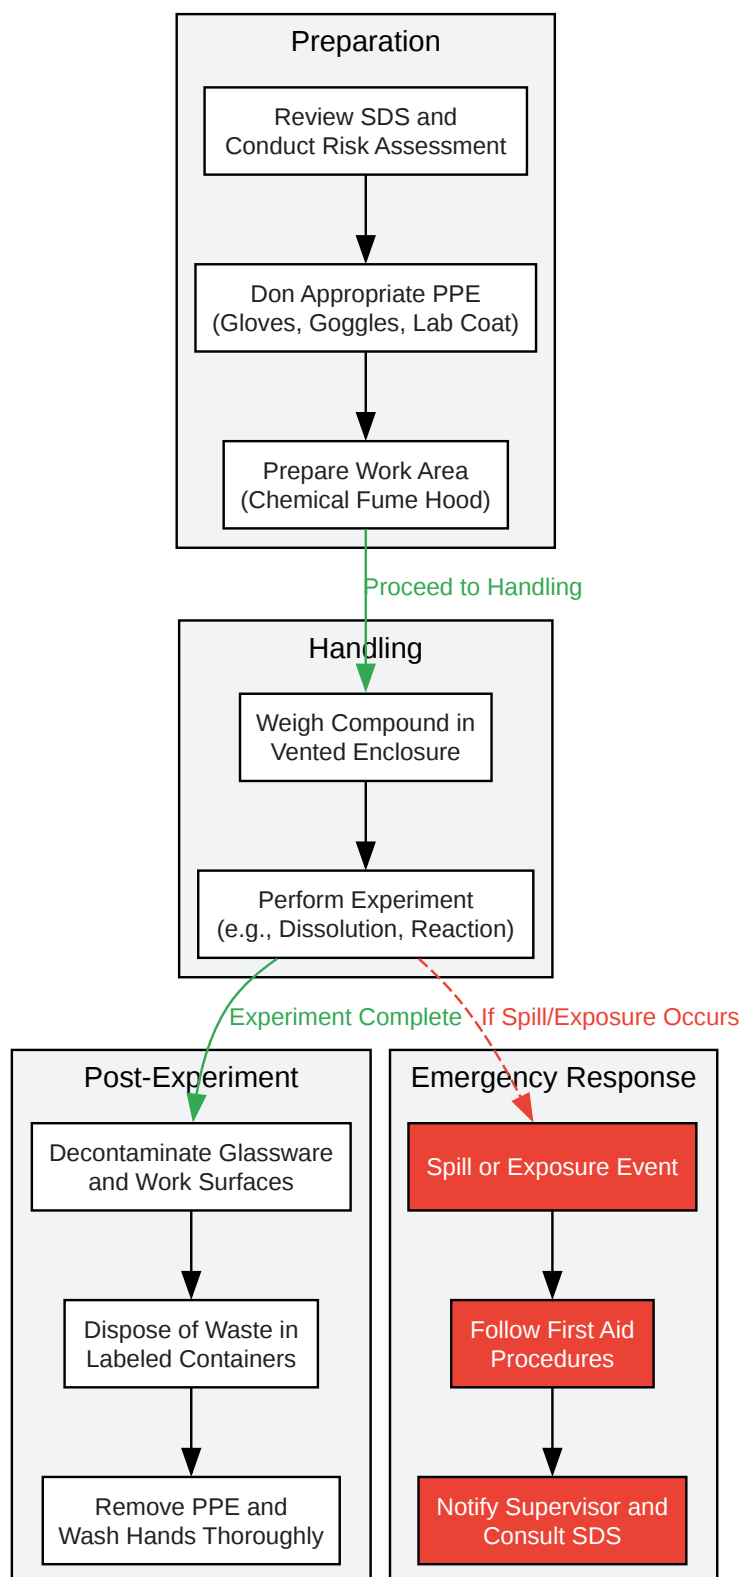 Preparation
Review SDS and
Conduct Risk Assessment
Don Appropriate PPE
(Gloves, Goggles, Lab Coat)
Prepare Work Area
(Chemical Fume Hood)
Proceed to Handling
Handling
Weigh Compound in
Vented Enclosure
Perform Experiment
(e.g., Dissolution, Reaction)
Experiment Complete
If Spill/Exposure Occurs
Post-Experiment
Decontaminate Glassware
and Work Surfaces
Dispose of Waste in
Labeled Containers
Remove PPE and
Wash Hands Thoroughly
Emergency Response
Spill or Exposure Event
Follow First Aid
Procedures
Notify Supervisor and
Consult SDS